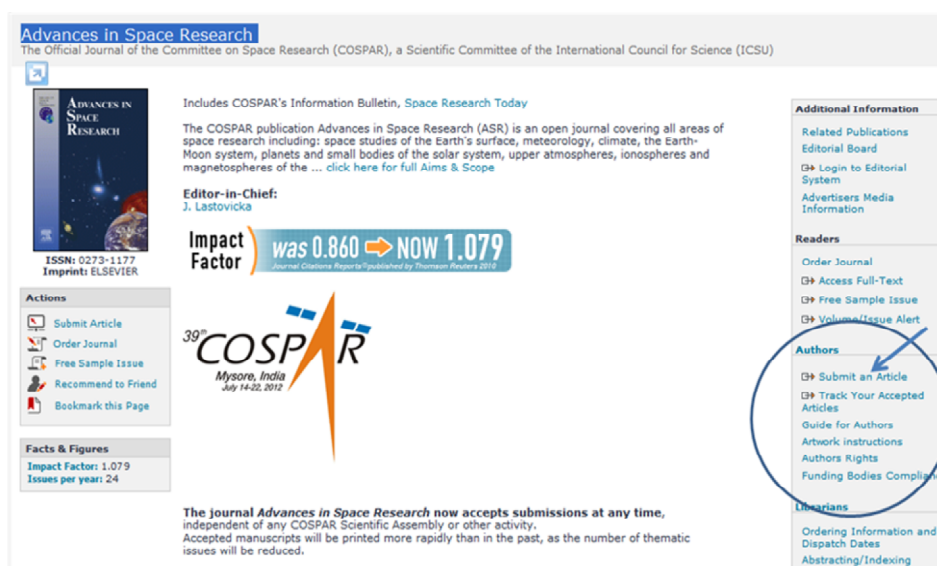 Advances in Space Research
The Official Journal of the Committee on Space Research (COSPAR), a Scientific Committee of the International Council for Science (ICSU)
ADVANCES IN
SPACE
RESEARCH
ISSN: 0273-1177
Imprint: ELSEVIER
Actions
Submit Article
Order Journal
Free Sample Issue
Recommend to Friend
Bookmark this Page
Facts & Figures
Impact Factor: 1.079
Issues per year: 24
Includes COSPAR's Information Bulletin, Space Research Today
The COSPAR publication Advances in Space Research (ASR) is an open journal covering all areas of
space research including: space studies of the Earth's surface, meteorology, climate, the Earth-
Moon system, planets and small bodies of the solar system, upper atmospheres, ionospheres and
magnetospheres of the ... click here for full Aims & Scope
Editor-in-Chief:
J. Lastovicka
Impact
Factor
was 0.860 NOW 1.079
Journal Citations Reports® published by Thomson Reuters 2010
39th COSPAR
Mysore, India
July 14-22, 2012
The journal Advances in Space Research now accepts submissions at any time,
independent of any COSPAR Scientific Assembly or other activity.
Accepted manuscripts will be printed more rapidly than in the past, as the number of thematic
issues will be reduced.
Additional Information
Related Publications
Editorial Board
Login to Editorial
System
Advertisers Media
Information
Readers
Order Journal
Access Full-Text
Free Sample Issue
Volume/Issue Alert
Authors
Submit an Article
Track Your Accepted
Articles
Guide for Authors
Artwork instructions
Authors Rights
Funding Bodies Complian
Librarians
Ordering Information and
Dispatch Dates
Abstracting/Indexing